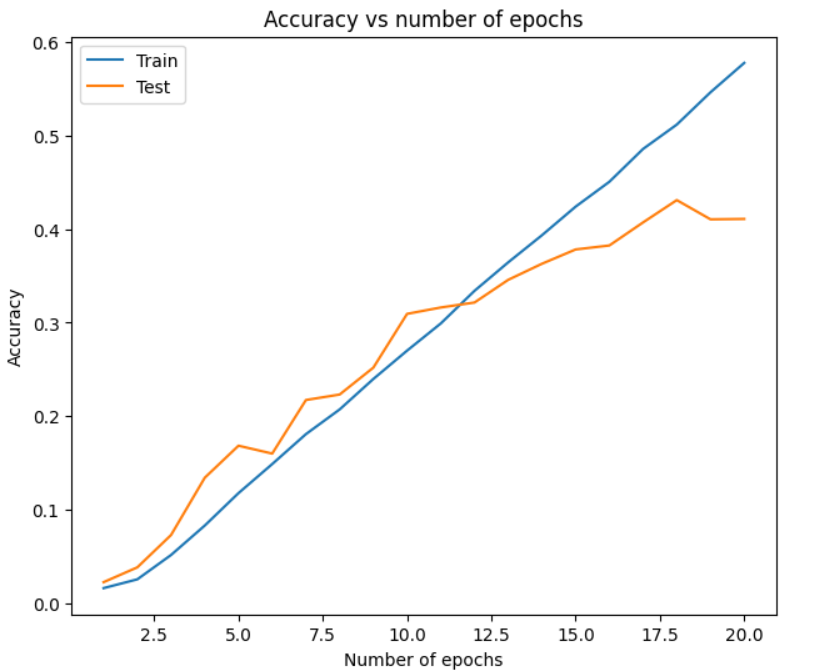 Accuracy vs number of epochs
Train
Test
0.6
0.5
0.4
0.3
0.2
0.1
0.0
Accuracy
2.5 5.0 7.5 10.0 12.5 15.0 17.5 20.0
Number of epochs